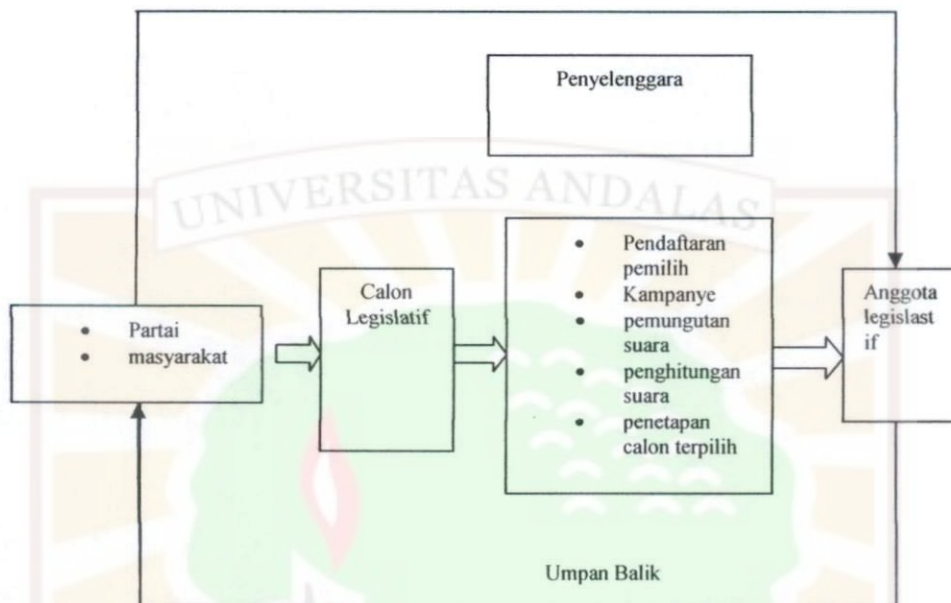 Penyelenggara
UNIVERSITAS ANDALAS
• Partai
• masyarakat
Calon
Legislatif
• Pendaftaran
pemilih
• Kampanye
• pemungutan
suara
• penghitungan
suara
• penetapan
calon terpilih
Anggota
legislast
if
Umpan Balik